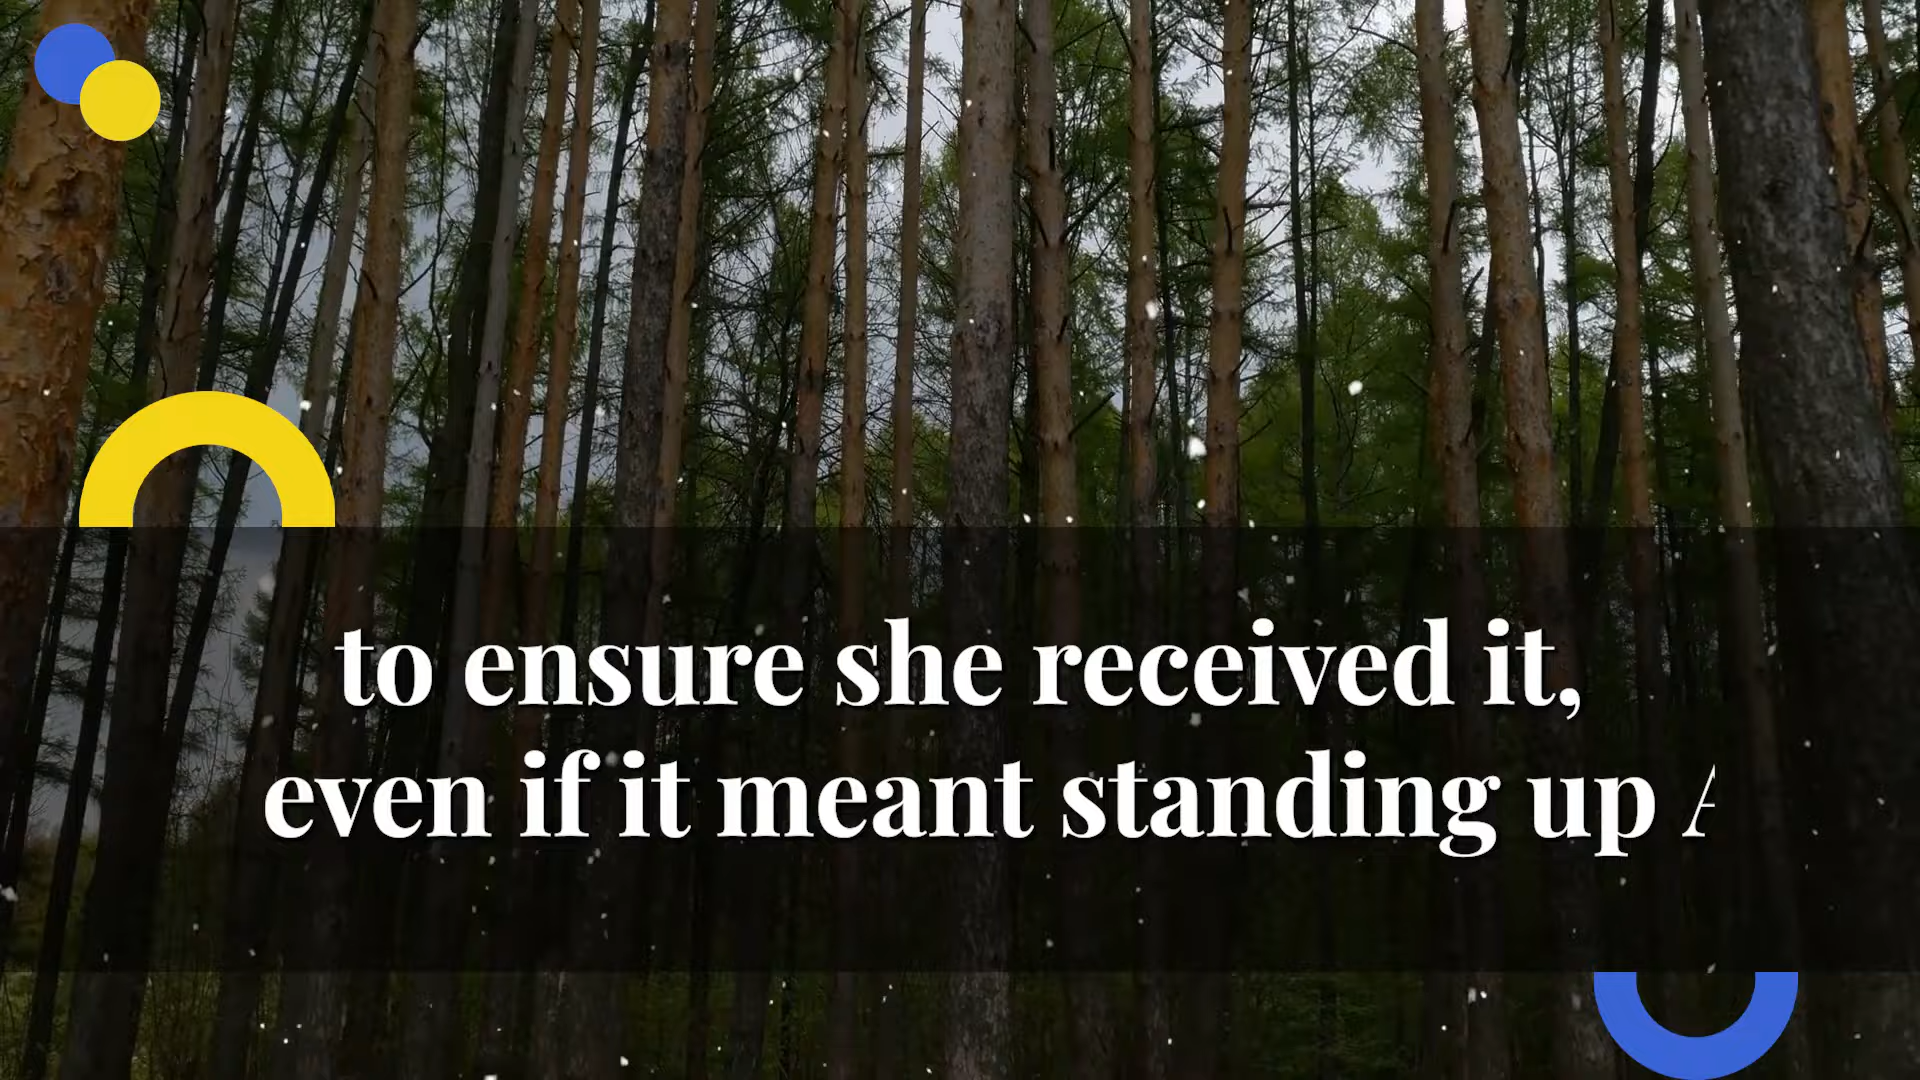 to ensure she received it,
even if it meant standing up